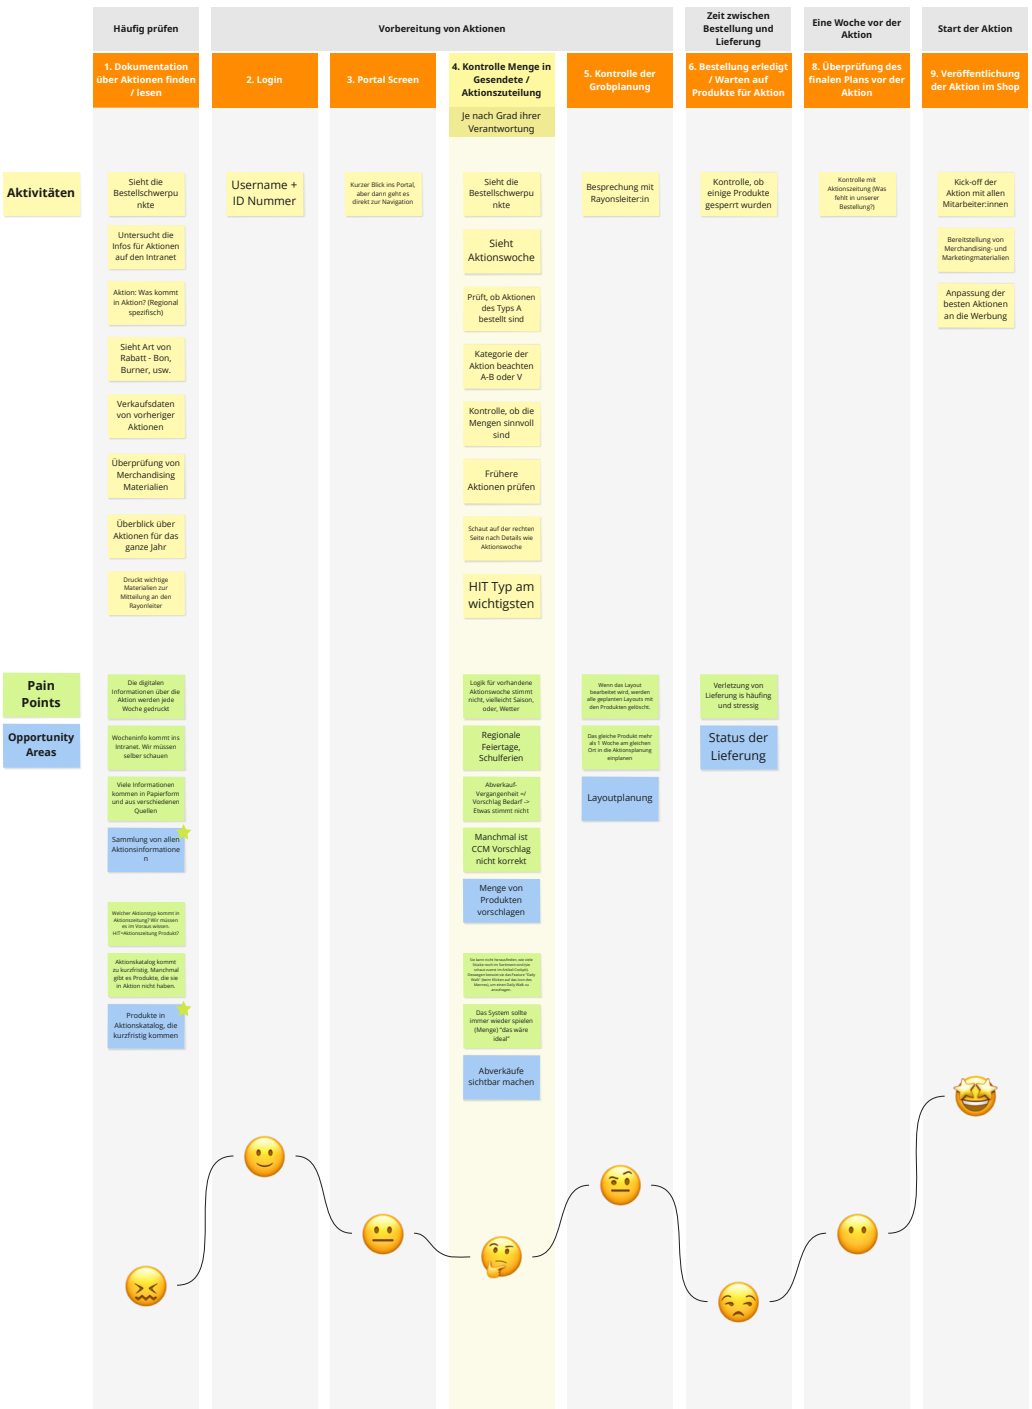 Häufig prüfen
Vorbereitung von Aktionen
Zeit zwischen
Bestellung und
Lieferung
Eine Woche vor der
Aktion
Start der Aktion
1. Dokumentation
über Aktionen finden
/ lesen
2. Login
3. Portal Screen
4. Kontrolle Menge in
Gesendete /
Aktionszuteilung
Je nach Grad ihrer
Verantwortung
5. Kontrolle der
Grobplanung
6. Bestellung erledigt
/ Warten auf
Produkte für Aktion
8. Überprüfung des
finalen Plans vor der
Aktion
9. Veröffentlichung
der Aktion im Shop
Aktivitäten
Sieht die
Bestellschwerpu
nkte
Untersucht die
Infos für Aktionen
auf den Intranet
Aktion: Was kommt
in Aktion? (Regional
spezifisch)
Sieht Art von
Rabatt - Bon,
Burner, usw.
Verkaufsdaten
von vorheriger
Aktionen
Überprüfung von
Merchandising
Materialien
Überblick über
Aktionen für das
ganze Jahr
Druckt wichtige
Materialien zur
Mitteilung an den
Rayonleiter
Username +
ID Nummer
Kurzer Blick ins Portal,
aber dann geht es
direkt zur Navigation
Sieht die
Bestellschwerpu
nkte
Sieht
Aktionswoche
Prüft, ob Aktionen
des Typs A
bestellt sind
Kategorie der
Aktion beachten
A-B oder V
Kontrolle, ob die
Mengen sinnvoll
sind
Frühere
Aktionen prüfen
Schaut auf der rechten
Seite nach Details wie
Aktionswoche
HIT Typ am
wichtigsten
Besprechung mit
Rayonsleiter:in
Kontrolle, ob
einige Produkte
gesperrt wurden
Kontrolle mit
Aktionszeitung (Was
fehlt in unserer
Bestellung?)
Kick-off der
Aktion mit allen
Mitarbeiter:innen
Bereitstellung von
Merchandising- und
Marketingmaterialien
Anpassung der
besten Aktionen
an die Werbung
Pain
Points
Opportunity
Areas
Die digitalen
Informationen über die
Aktion werden jede
Woche gedruckt
Wocheninfo kommt ins
Intranet. Wir müssen
selber schauen
Viele Informationen
kommen in Papierform
und aus verschiedenen
Quellen
Sammlung von allen
Aktionsinformatione
n
Welcher Aktionstyp kommt in
Aktionszeitung? Wir müssen
es im Voraus wissen.
HIT=Aktionszeitung Produkt?
Aktionskatalog kommt
zu kurzfristig. Manchmal
gibt es Produkte, die sie
in Aktion nicht haben.
Produkte in
Aktionskatalog, die
kurzfristig kommen
Logik für vorhandene
Aktionswoche stimmt
nicht, vielleicht Saison,
oder, Wetter
Regionale
Feiertage,
Schulferien
Abverkauf-
Vergangenheit =/
Vorschlag Bedarf ->
Etwas stimmt nicht
Manchmal ist
CCM Vorschlag
nicht korrekt
Menge von
Produkten
vorschlagen
Das System sollte
immer wieder spielen
(Menge) "das wäre
ideal"
Abverkäufe
sichtbar machen
Wenn das Layout
bearbeitet wird, werden
alle geplanten Layouts mit
den Produkten gelöscht.
Das gleiche Produkt mehr
als 1 Woche am gleichen
Ort in die Aktionsplanung
einplanen
Layoutplanung
Verletzung von
Lieferung is häufing
und stressig
Status der
Lieferung